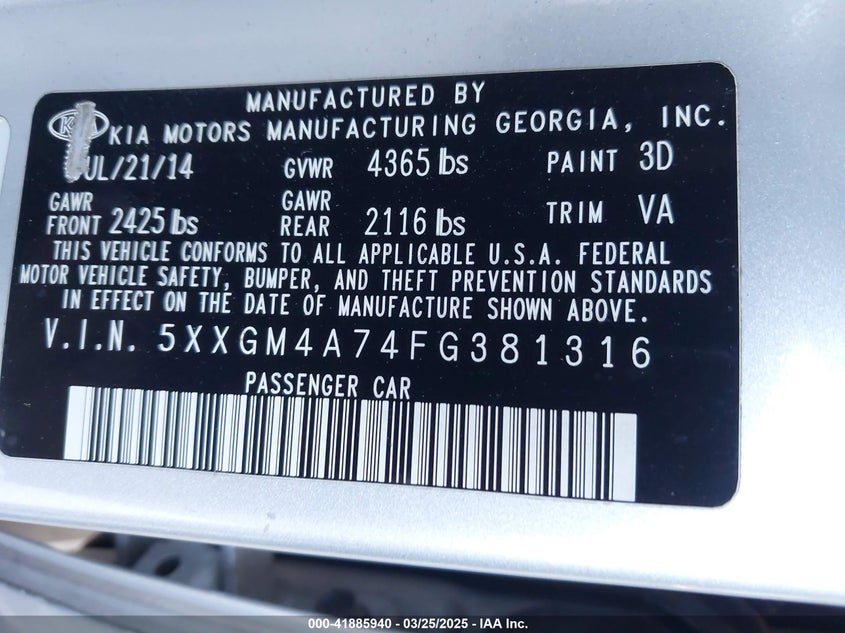 MANUFACTURED BY
KIA KIA MOTORS MANUFACTURING GEORGIA, INC.
JUL/21/14 GVWR 4365 lbs PAINT 3D
GAWR FRONT 2425 lbs GAWR REAR 2116 lbs TRIM VA
THIS VEHICLE CONFORMS TO ALL APPLICABLE U.S.A. FEDERAL
MOTOR VEHICLE SAFETY, BUMPER, AND THEFT PREVENTION STANDARDS
IN EFFECT ON THE DATE OF MANUFACTURE SHOWN ABOVE.
V.I.N. 5XXGM4A74FG381316
PASSENGER CAR
000-41885940 - 03/25/2025 - IAA Inc.